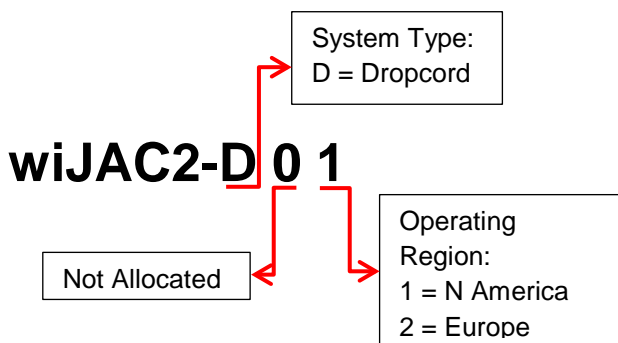 System Type:
D = Dropcord
wiJAC2-D 0 1
Not Allocated
Operating
Region:
1 = N America
2 = Europe